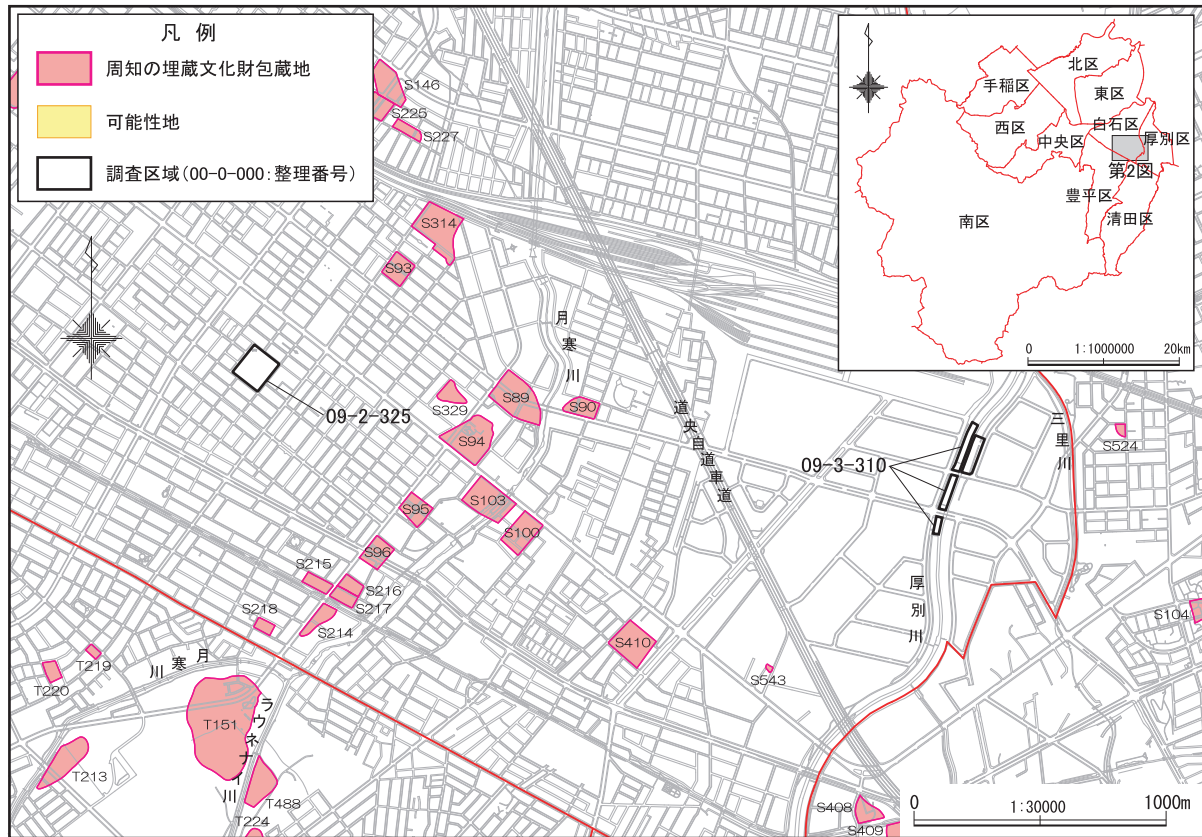 凡 例
周知の埋蔵文化財包蔵地
可能性地
調査区域(00-0-000:整理番号)
S146
S225
S227
S314
S93
北区
手稲区
東区
西区
白石区
中央区
厚別区
第2図
豊平区
清田区
南区
0
1:1000000
20km
月寒川
09-2-325
S329
S89
S90
S94
道央自動車道
三里川
S524
09-3-310
S103
S95
S100
S96
S215
S216
S217
S218
S214
厚別川
S104
S410
S543
月寒川
T219
T220
T151
ラウネナイ川
T213
T488
T224
S408
S409
0
1:30000
1000m